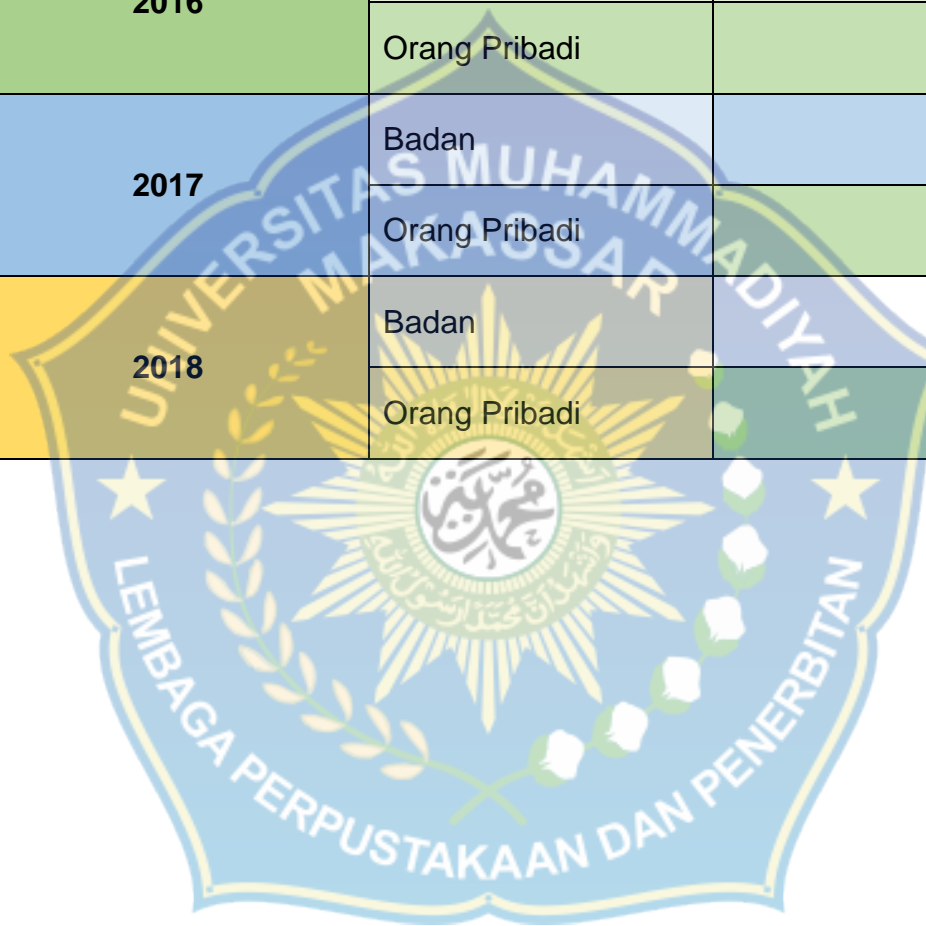 2016
Orang Pribadi
Badan
2017
Orang Pribadi
Badan
2018
Orang Pribadi
UNIVERSITAS MUHAMMADIYAH
MAKASSAR
LEMBAGA PERPUSTAKAAN DAN PENERBITAN